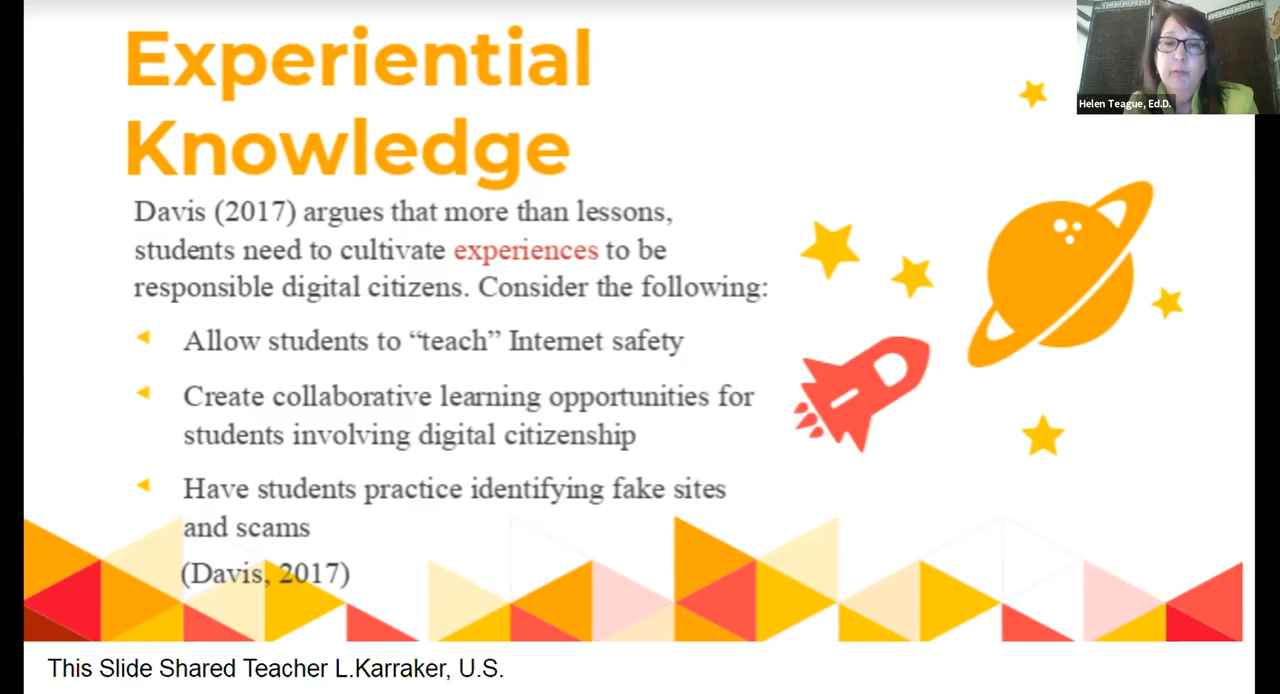 Experiential
Knowledge
Helen Teague, Ed.D.
Davis (2017) argues that more than lessons,
students need to cultivate experiences to be
responsible digital citizens. Consider the following:
Allow students to “teach” Internet safety
Create collaborative learning opportunities for
students involving digital citizenship
Have students practice identifying fake sites
and scams
(Davis, 2017)
This Slide Shared Teacher L.Karraker, U.S.